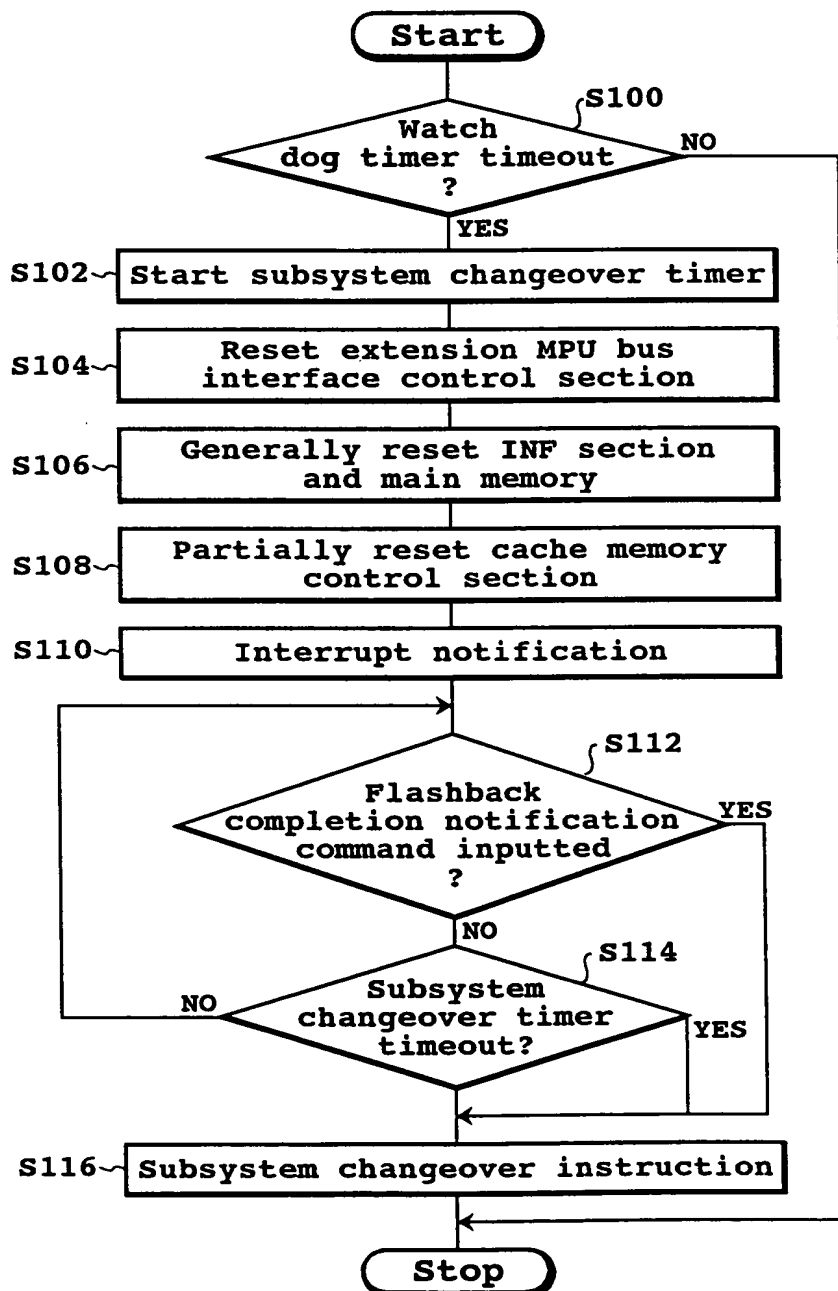 Start
S100
Watch
dog timer timeout
?
NO
YES
S102
Start subsystem changeover timer
S104
Reset extension MPU bus
interface control section
S106
Generally reset INF section
and main memory
S108
Partially reset cache memory
control section
S110
Interrupt notification
S112
Flashback
completion notification
command inputted
?
YES
NO
S114
Subsystem
changeover timer
timeout?
NO
YES
S116
Subsystem changeover instruction
Stop